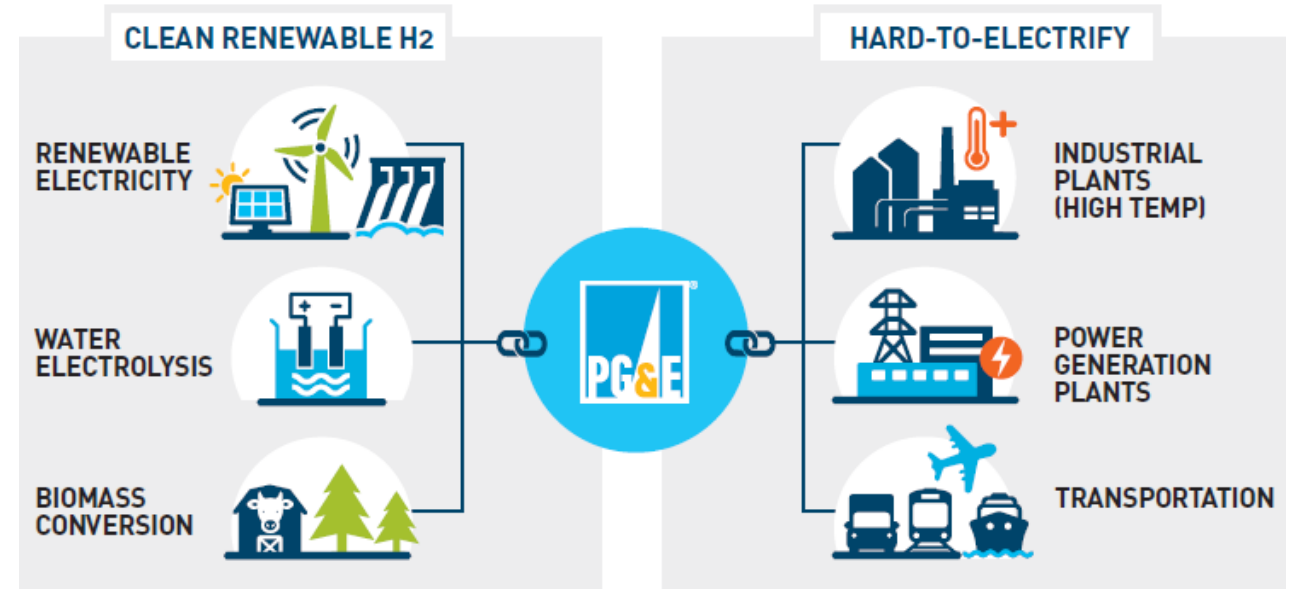 CLEAN RENEWABLE H2
RENEWABLE
ELECTRICITY
WATER
ELECTROLYSIS
BIOMASS
CONVERSION
PG&E®
HARD-TO-ELECTRIFY
INDUSTRIAL
PLANTS
(HIGH TEMP)
POWER
GENERATION
PLANTS
TRANSPORTATION